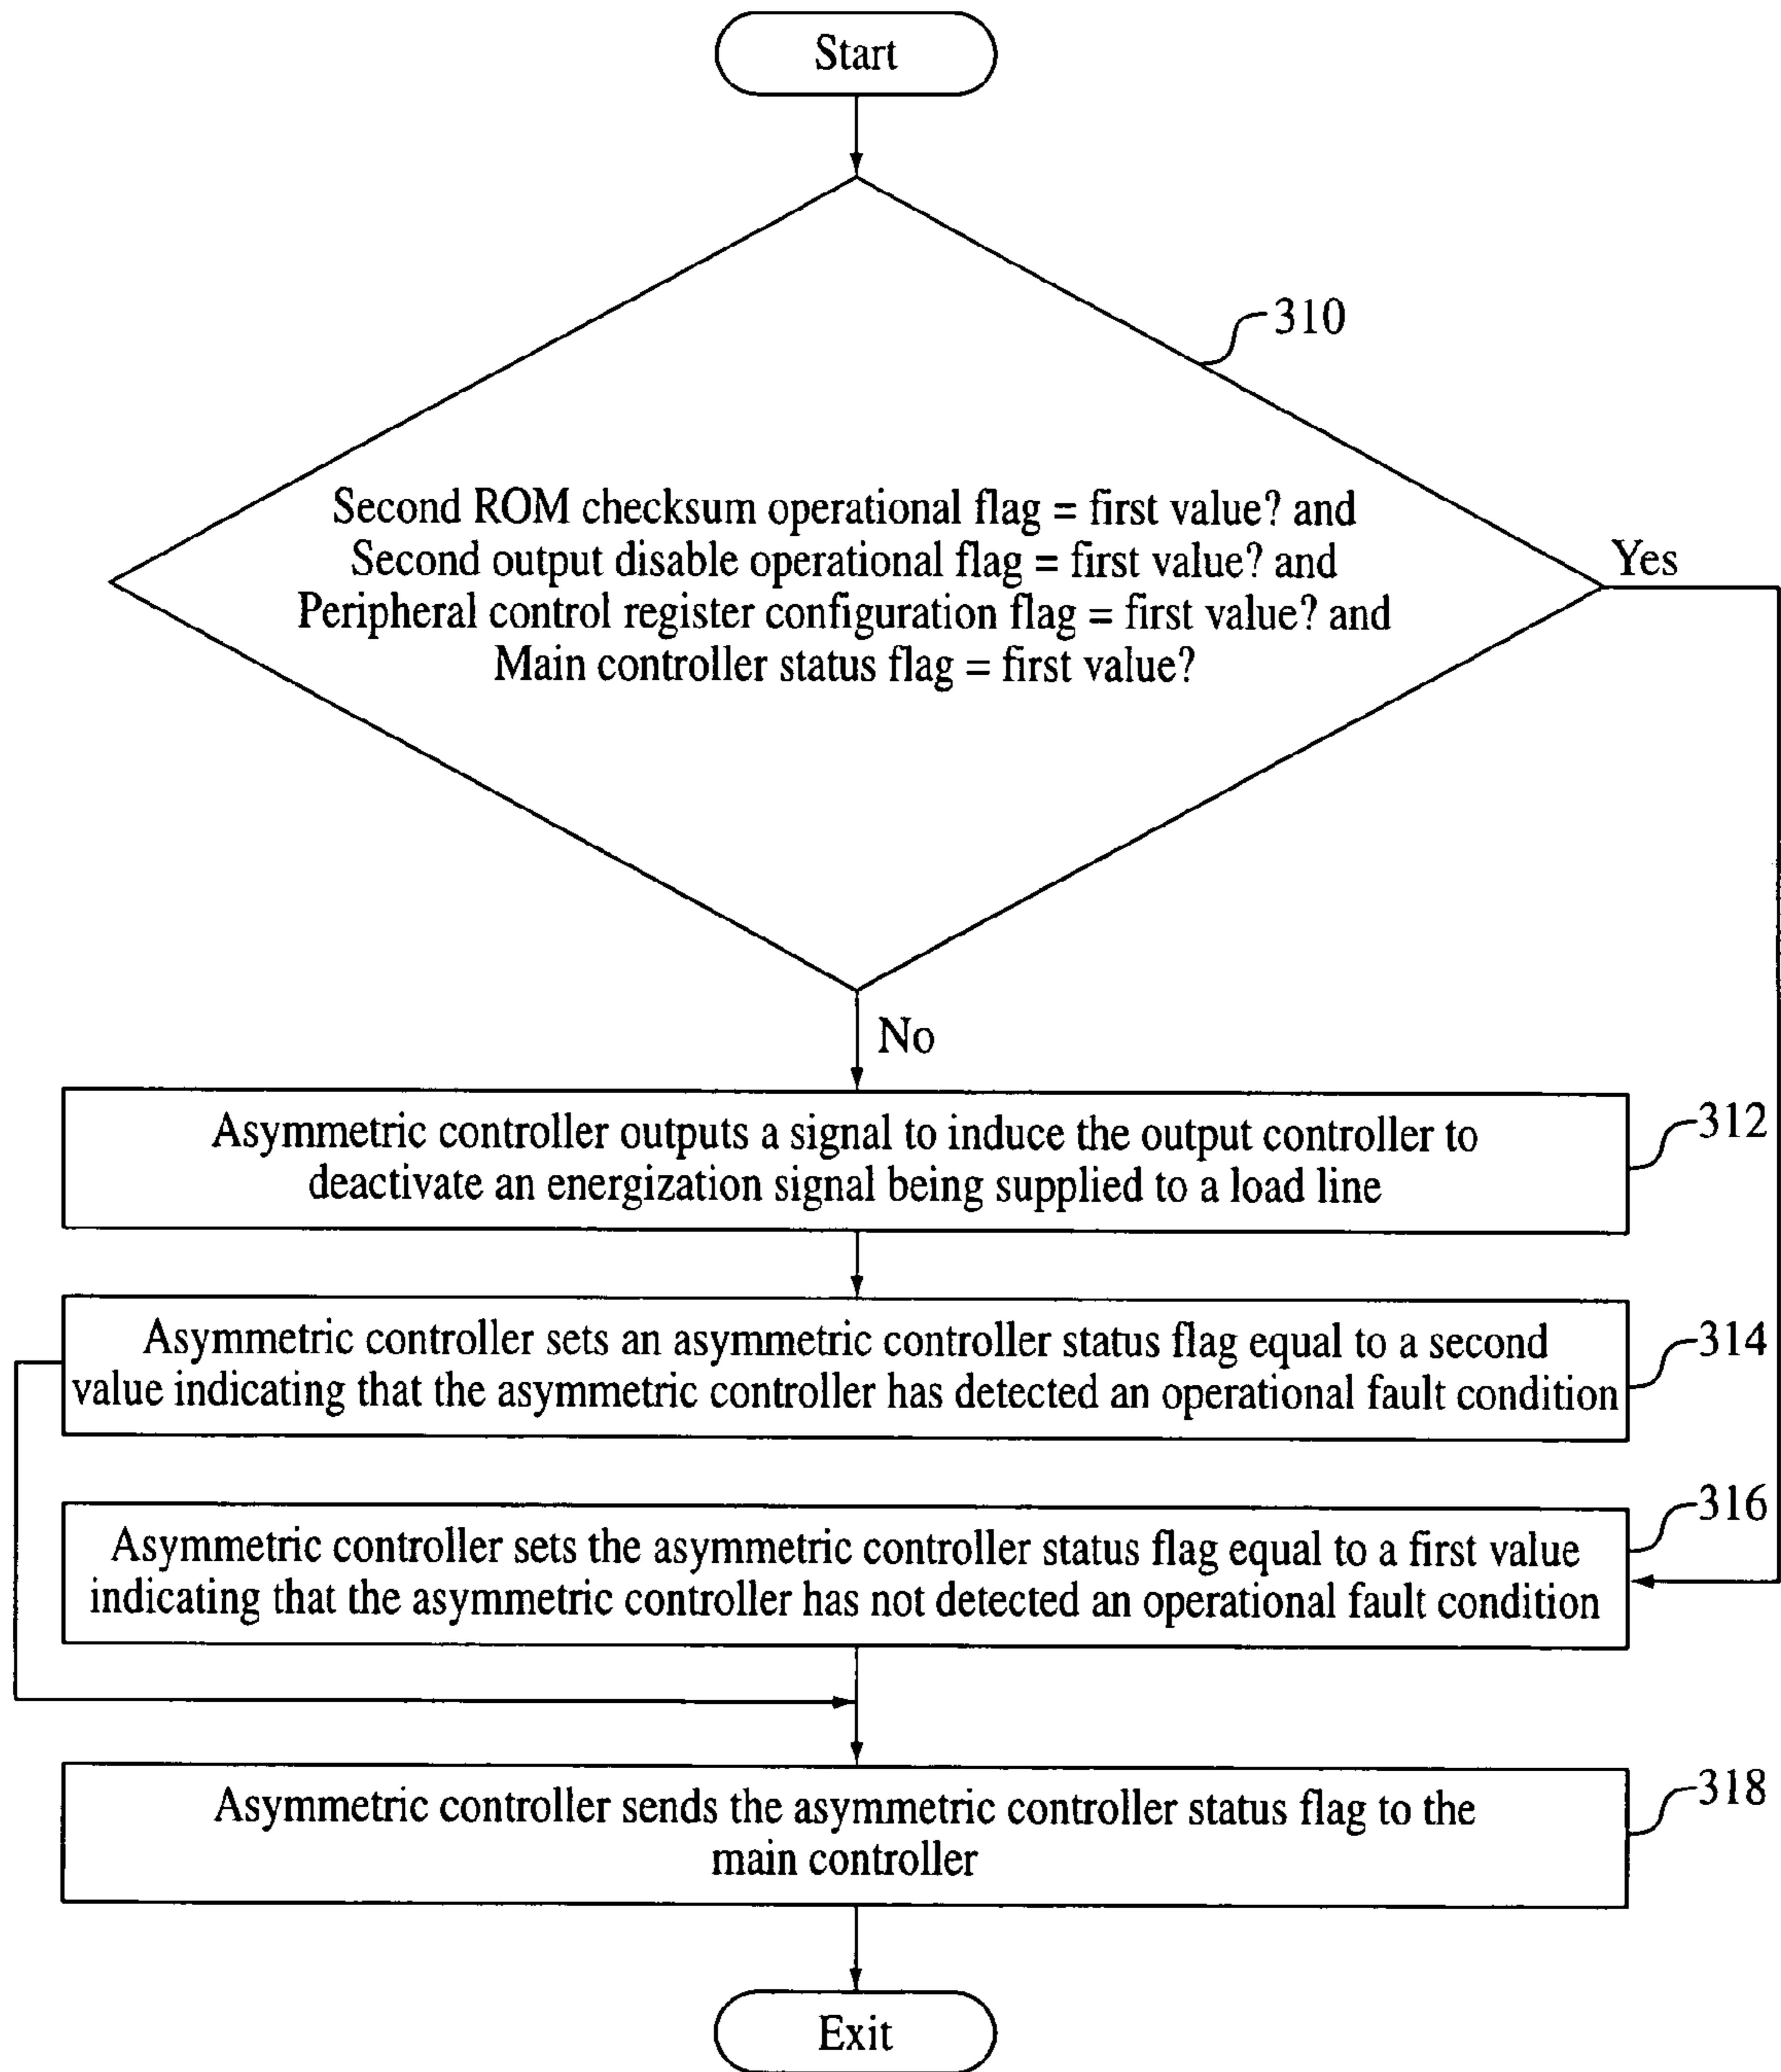 Start
310
Second ROM checksum operational flag = first value? and
Second output disable operational flag = first value? and
Peripheral control register configuration flag = first value? and
Main controller status flag = first value?
Yes
No
Asymmetric controller outputs a signal to induce the output controller to
deactivate an energization signal being supplied to a load line
312
Asymmetric controller sets an asymmetric controller status flag equal to a second
value indicating that the asymmetric controller has detected an operational fault condition
314
Asymmetric controller sets the asymmetric controller status flag equal to a first value
indicating that the asymmetric controller has not detected an operational fault condition
316
Asymmetric controller sends the asymmetric controller status flag to the
main controller
318
Exit